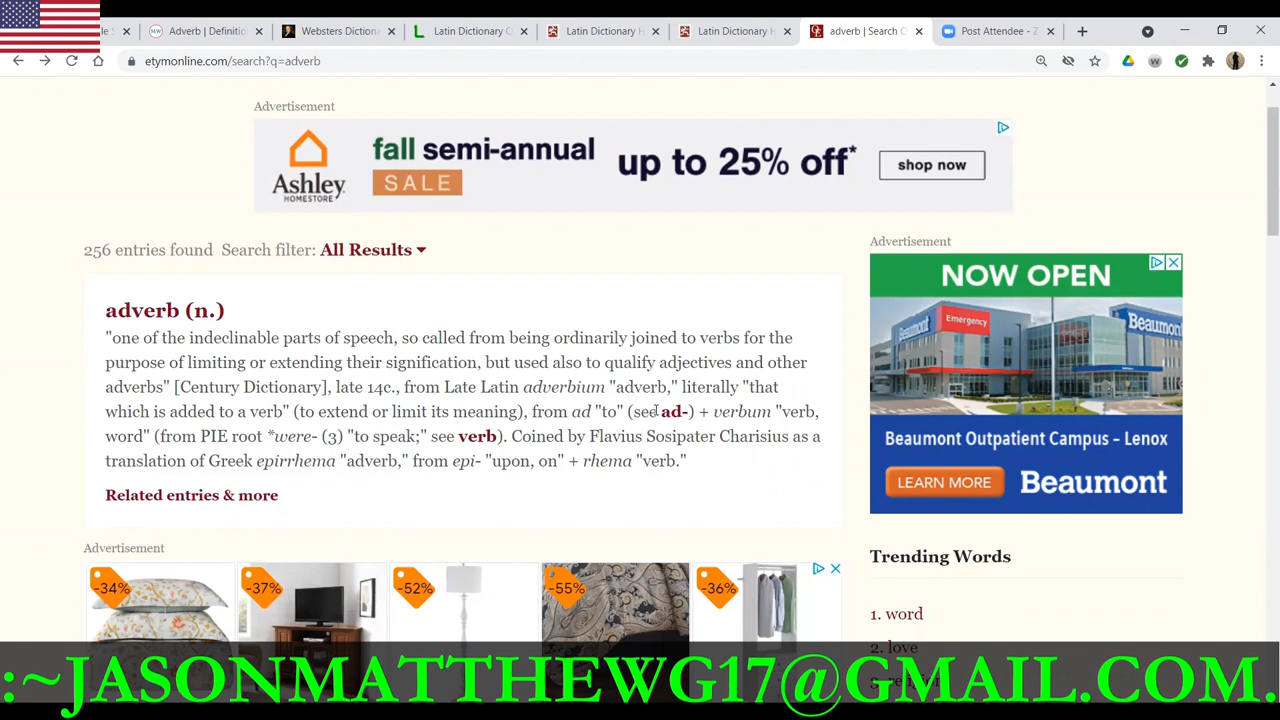 Adverb | Definition
Websters Dictiona
Latin Dictionary O
Latin Dictionary H
Latin Dictionary H
adverb | Search O
Post Attendee - Z
etymonline.com/search?q=adverb
Advertisement
Ashley
HOMESTORE
fall semi-annual
SALE
up to 25% off*
shop now
256 entries found Search filter: All Results
Advertisement
NOW OPEN
Emergency
Beaumont
Beaumont Outpatient Campus – Lenox
LEARN MORE
Beaumont
adverb (n.)
"one of the indeclinable parts of speech, so called from being ordinarily joined to verbs for the
purpose of limiting or extending their signification, but used also to qualify adjectives and other
adverbs" [Century Dictionary], late 14c., from Late Latin adverbium "adverb," literally "that
which is added to a verb" (to extend or limit its meaning), from ad "to" (see ad-) + verbum "verb,
word" (from PIE root *were- (3) "to speak;" see verb). Coined by Flavius Sosipater Charisius as a
translation of Greek epirrhema "adverb," from epi- "upon, on" + rhema "verb."
Related entries & more
Advertisement
-34%
-37%
-52%
-55%
-36%
Trending Words
1. word
2. love
:~JASONMATTHEWG17@GMAIL.COM.